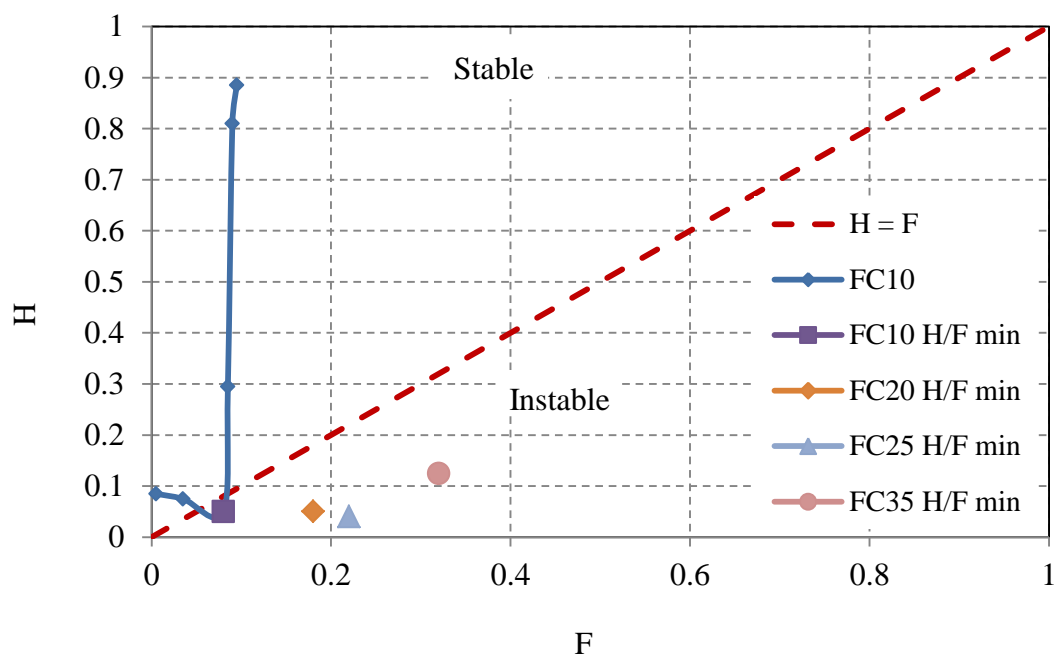 1
0.9
0.8
0.7
0.6
0.5
0.4
0.3
0.2
0.1
0
H
Stable
Instable
H = F
FC10
FC10 H/F min
FC20 H/F min
FC25 H/F min
FC35 H/F min
0 0.2 0.4 0.6 0.8 1
F